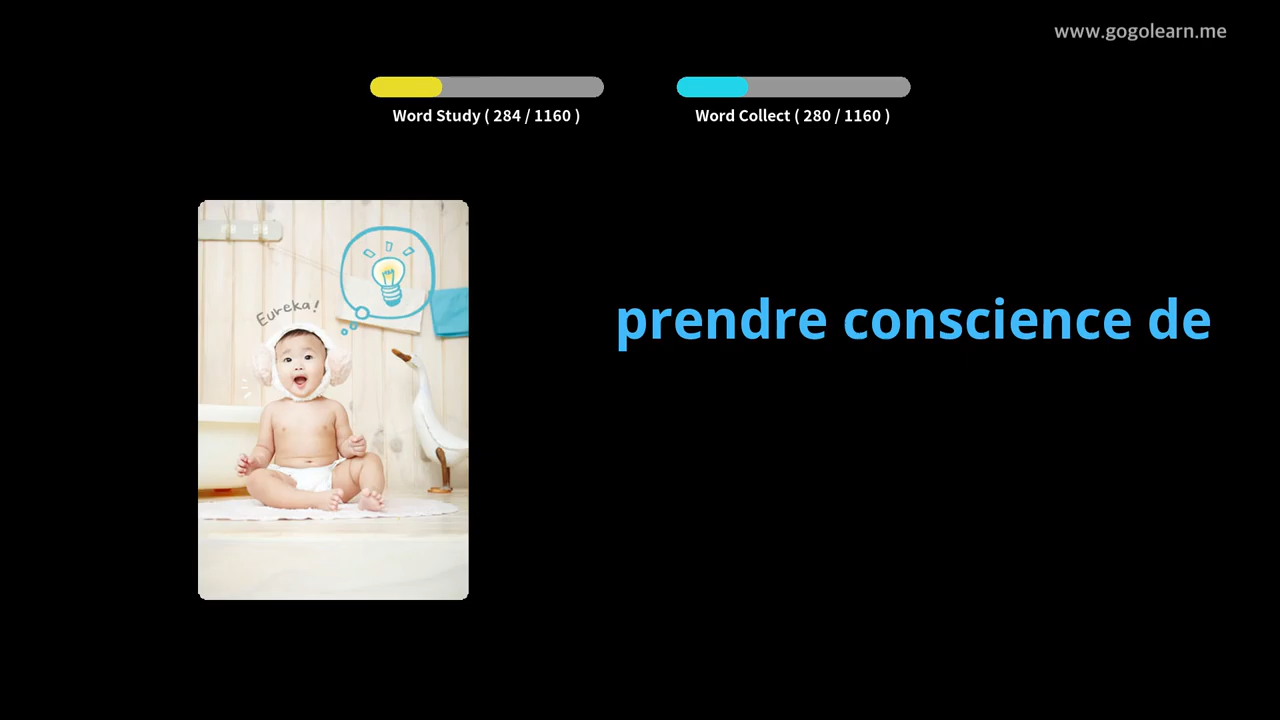 www.gogolearn.me
Word Study ( 284 / 1160 )
Word Collect ( 280 / 1160 )
Eureka!
prendre conscience de